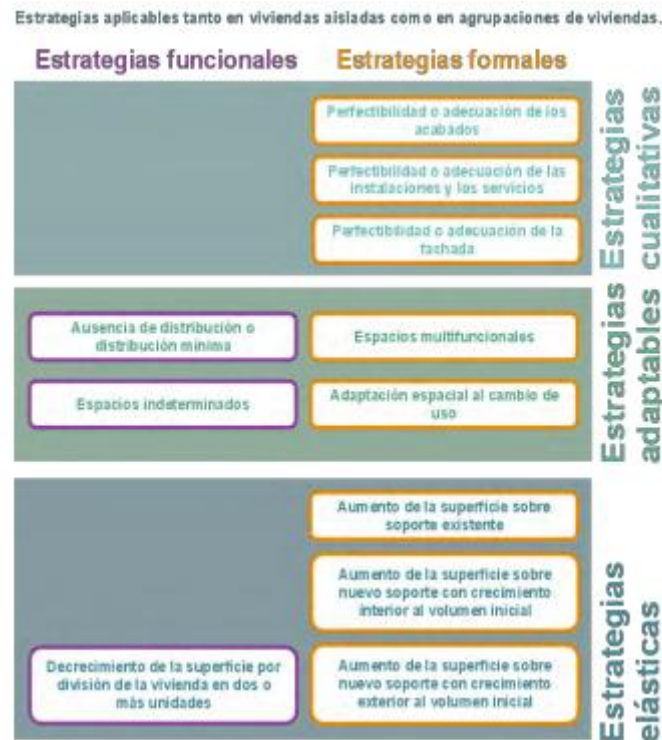 Estrategias aplicables tanto en viviendas aisladas como en agrupaciones de viviendas.
Estrategias funcionales
Estrategias formales
Perfectibilidad o adecuación de los
acabados
Perfectibilidad o adecuación de las
instalaciones y los servicios
Perfectibilidad o adecuación de la
fachada
Estrategias
cualitativas
Ausencia de distribución o
distribución mínima
Espacios multifuncionales
Espacios indeterminados
Adaptación espacial al cambio de
uso
Estrategias
adaptables
Aumento de la superficie sobre
soporte existente
Aumento de la superficie sobre
nuevo soporte con crecimiento
interior al volumen inicial
Decrecimiento de la superficie por
división de la vivienda en dos o
más unidades
Aumento de la superficie sobre
nuevo soporte con crecimiento
exterior al volumen inicial
Estrategias
elásticas